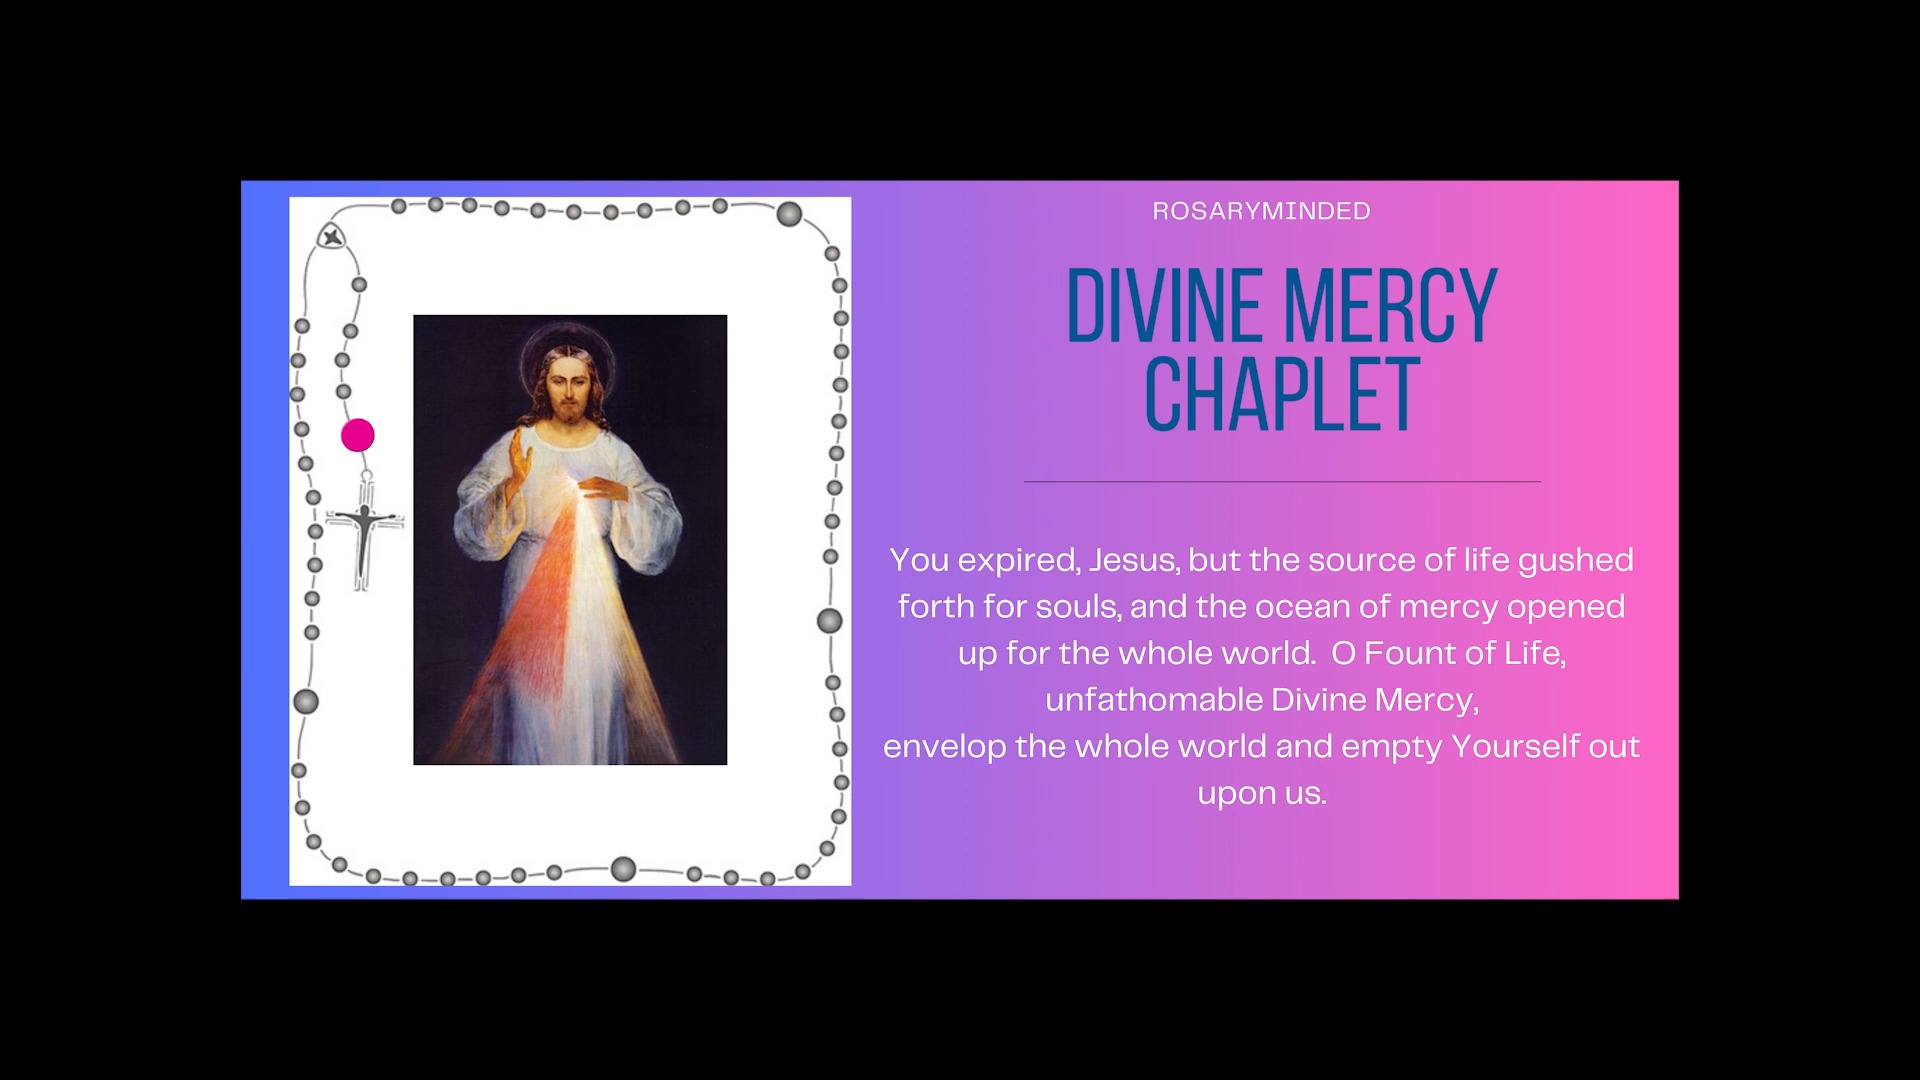 ROSARYMINDED
DIVINE MERCY
CHAPLET
You expired, Jesus, but the source of life gushed
forth for souls, and the ocean of mercy opened
up for the whole world.  O Fount of Life,
unfathomable Divine Mercy,
envelop the whole world and empty Yourself out
upon us.